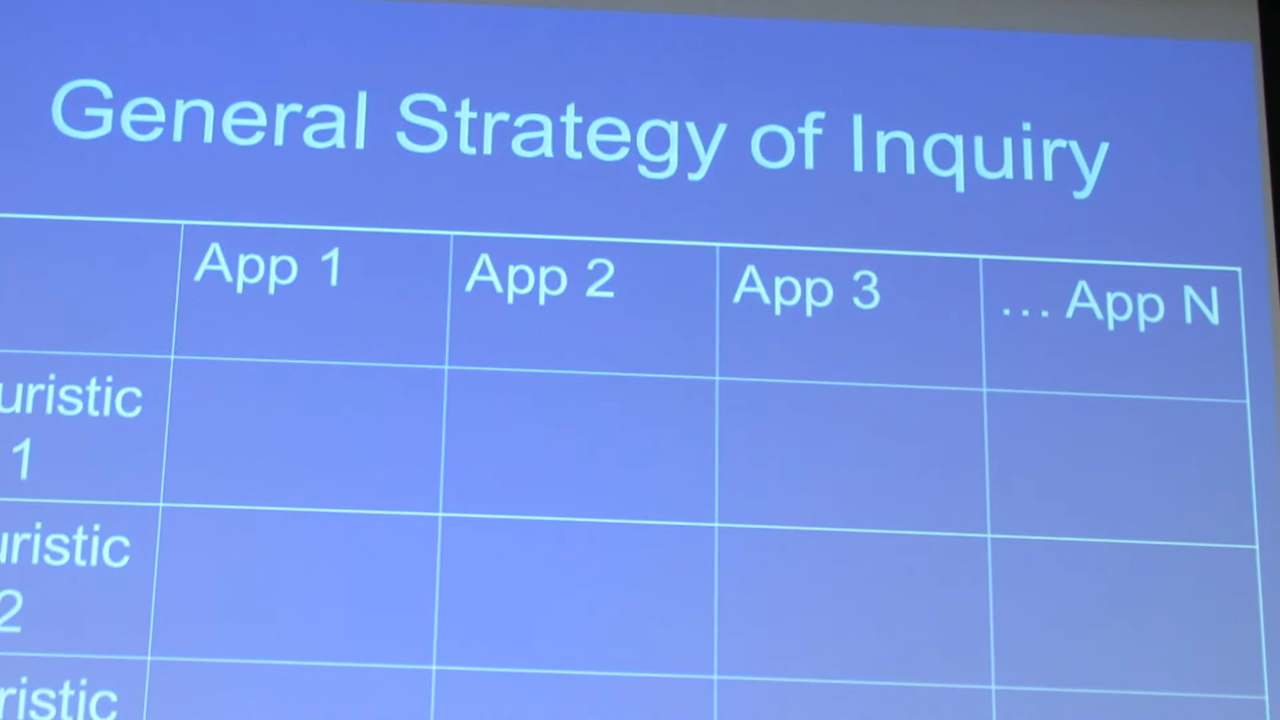 General Strategy of Inquiry
App 1 App 2 App 3 ... App N
uristic
1
uristic
2
ristic